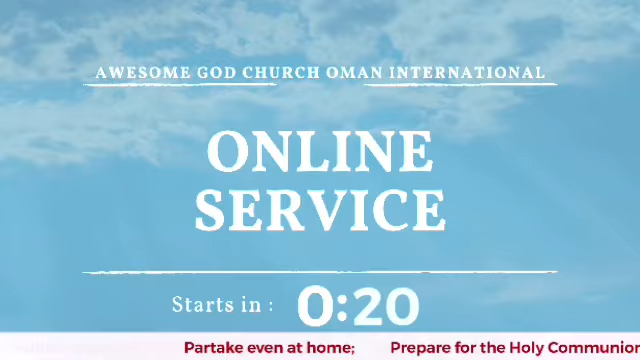 AWESOME GOD CHURCH OMAN INTERNATIONAL
ONLINE
SERVICE
Starts in : 0:20
Partake even at home; Prepare for the Holy Communion